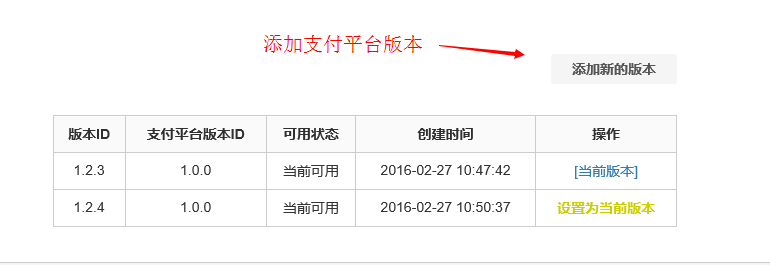 添加支付平台版本
添加新的版本
版本ID 支付平台版本ID 可用状态 创建时间 操作
1.2.3 1.0.0 当前可用 2016-02-27 10:47:42 [当前版本]
1.2.4 1.0.0 当前可用 2016-02-27 10:50:37 设置为当前版本